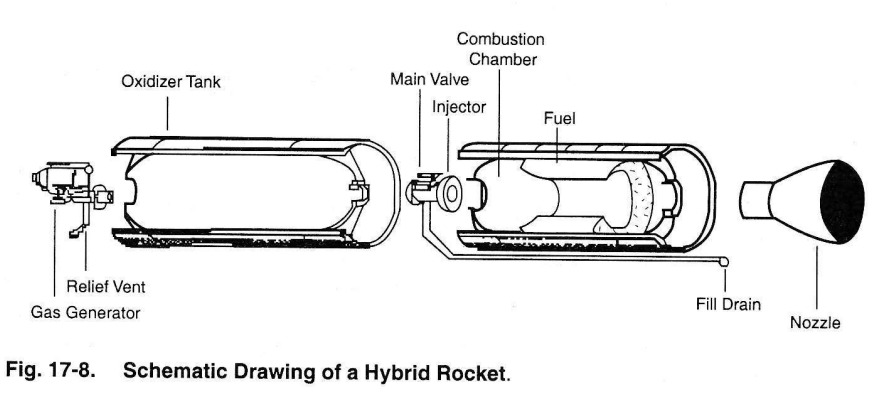 Combustion
Chamber
Oxidizer Tank
Main Valve
Injector
Fuel
Relief Vent
Gas Generator
Fill Drain
Nozzle
Fig. 17-8. Schematic Drawing of a Hybrid Rocket.